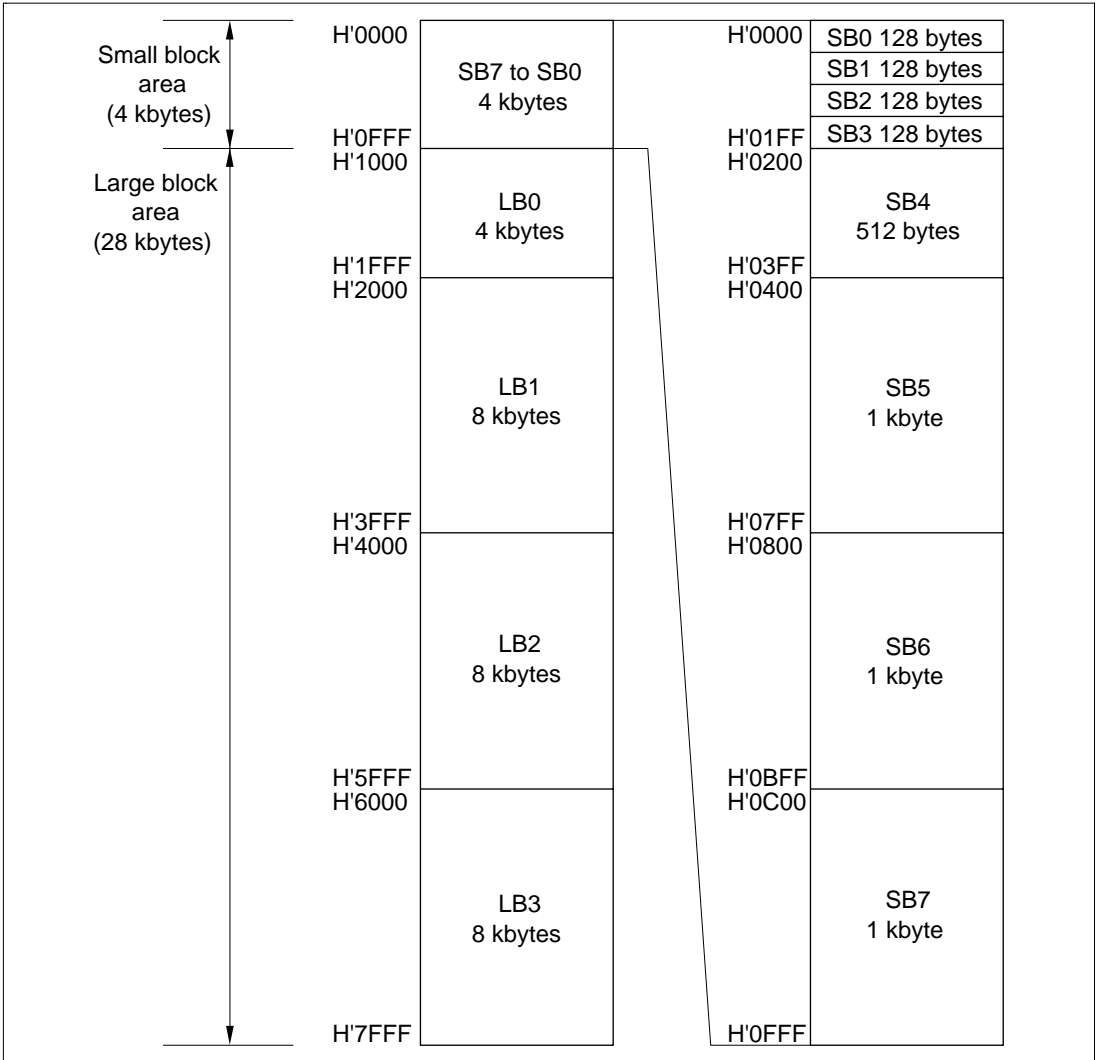 Small block
area
(4 kbytes)
Large block
area
(28 kbytes)
H'0000
SB7 to SB0
4 kbytes
H'0FFF
H'1000
LB0
4 kbytes
H'1FFF
H'2000
LB1
8 kbytes
H'3FFF
H'4000
LB2
8 kbytes
H'5FFF
H'6000
LB3
8 kbytes
H'7FFF
H'0000
SB0 128 bytes
SB1 128 bytes
SB2 128 bytes
SB3 128 bytes
H'01FF
H'0200
SB4
512 bytes
H'03FF
H'0400
SB5
1 kbyte
H'07FF
H'0800
SB6
1 kbyte
H'0BFF
H'0C00
SB7
1 kbyte
H'0FFF